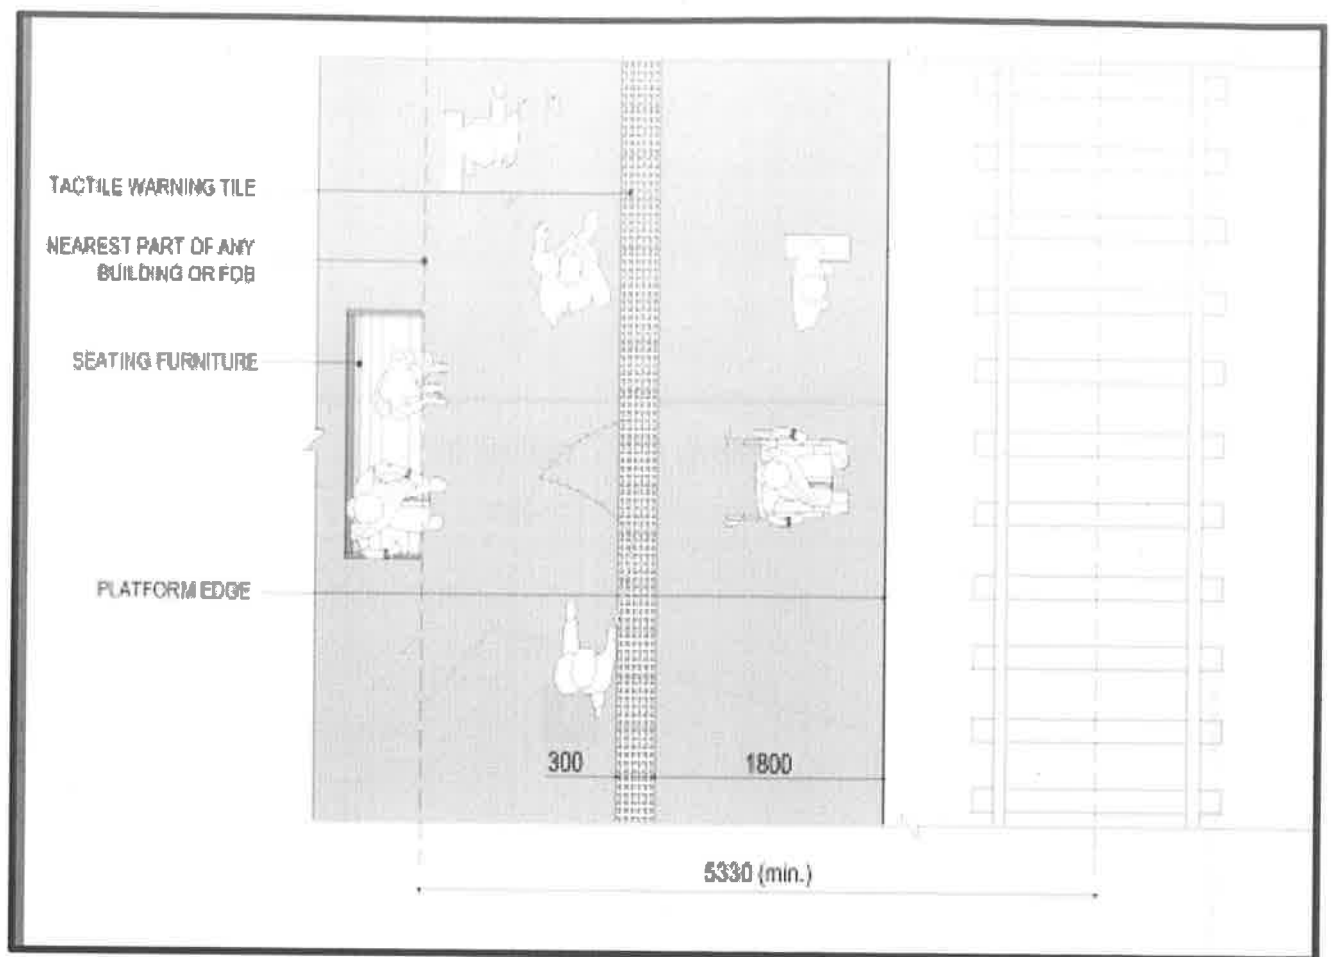 TACTILE WARNING TILE
NEAREST PART OF ANY
BUILDING OR FOB
SEATING FURNITURE
PLATFORM EDGE
300
1800
5330 (min.)